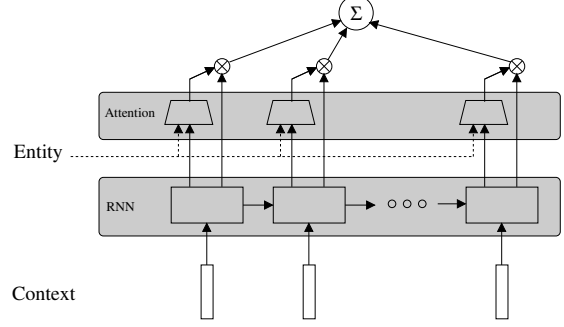 Σ
Attention
Entity
RNN
Context